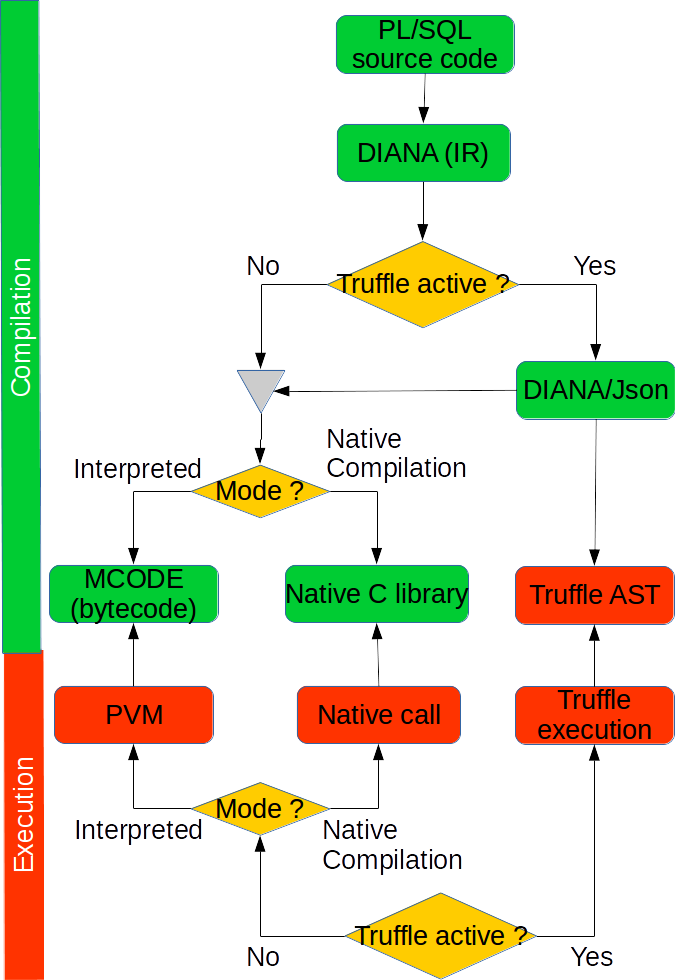 PL/SQL
source code
DIANA (IR)
No
Truffle active ?
Yes
Compilation
DIANA/Json
Interpreted
Native
Compilation
Mode ?
MCODE
(bytecode)
Native C library
Truffle AST
PVM
Native call
Truffle
execution
Execution
Mode ?
Interpreted
Native
Compilation
Truffle active ?
No
Yes